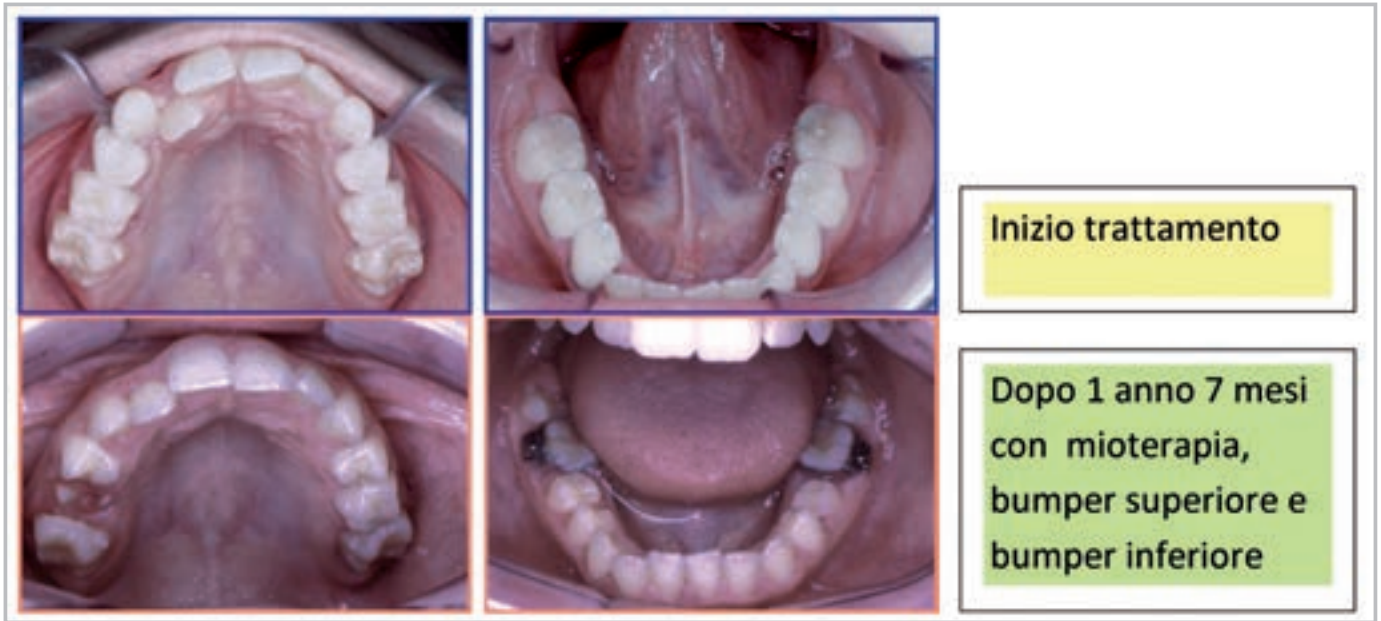 Inizio trattamento
Dopo 1 anno 7 mesi
con mioterapia,
bumper superiore e
bumper inferiore